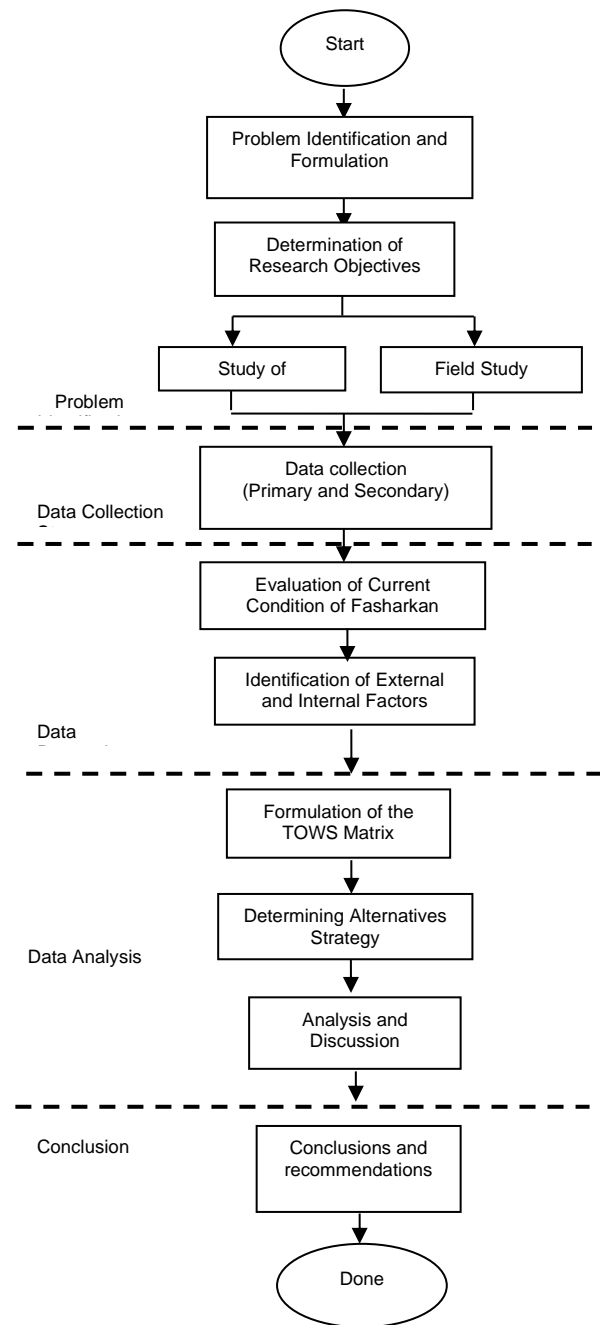 Start
Problem Identification and
Formulation
Determination of
Research Objectives
Study of
Field Study
Problem
Data collection
(Primary and Secondary)
Data Collection
Evaluation of Current
Condition of Fasharkan
Identification of External
and Internal Factors
Data
Formulation of the
TOWS Matrix
Determining Alternatives
Strategy
Data Analysis
Analysis and
Discussion
Conclusion
Conclusions and
recommendations
Done